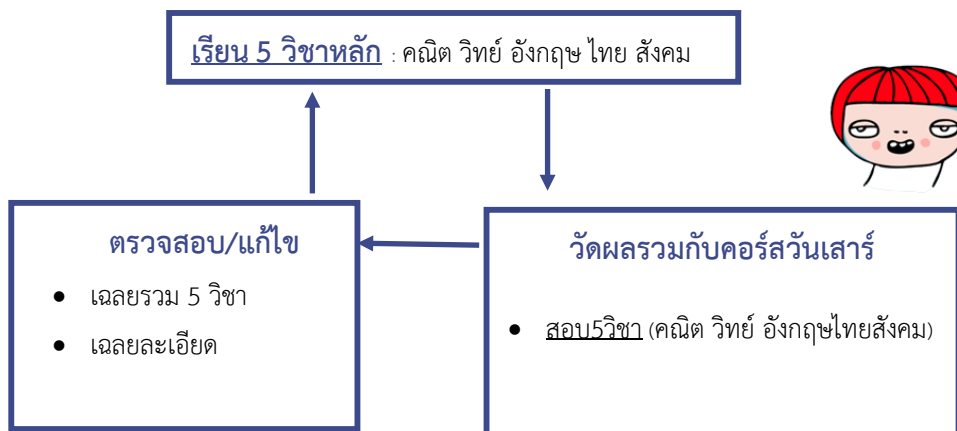 เรียน 5 วิชาหลัก : คณิต วิทย์ อังกฤษ ไทย สังคม
ตรวจสอบ/แก้ไข
• เฉลยรวม 5 วิชา
• เฉลยละเอียด
วัดผลรวมกับคอร์สวันเสาร์
• สอบ5วิชา (คณิต วิทย์ อังกฤษไทยสังคม)